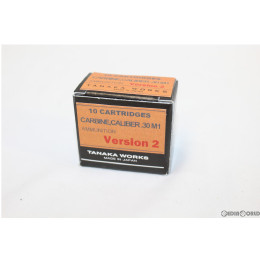 10 CARTRIDGES
CARBINE,CALIBER .30 M1
Version 2
TANAKA WORKS
MADE IN JAPAN